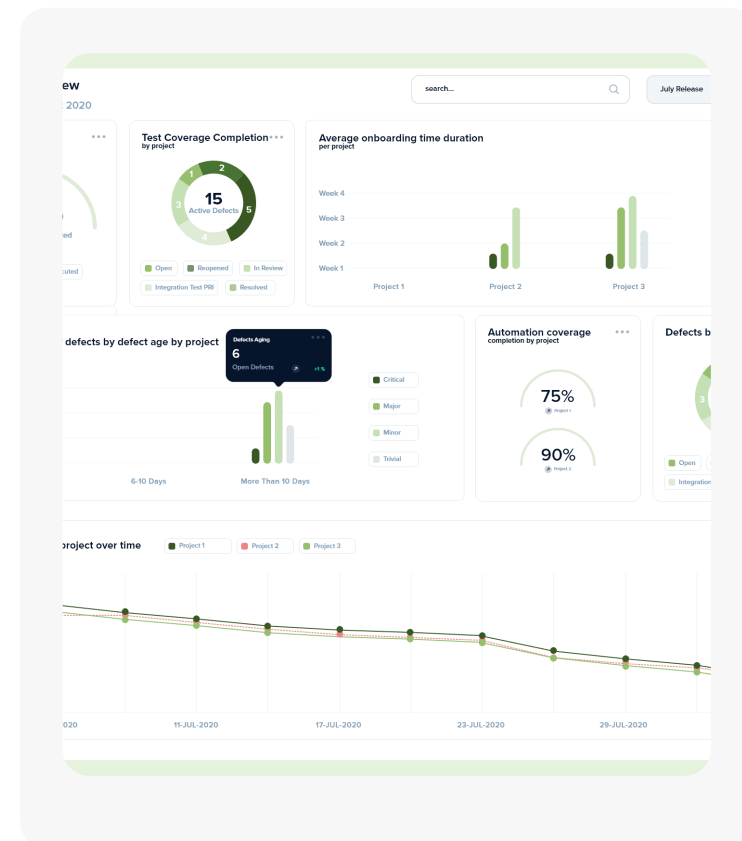 ew
2020
search...
July Release
Test Coverage Completion
by project
1
2
3
4
5
15
Active Defects
Open
Reopened
In Review
Integration Test PRI
Resolved
ed
cuted
Average onboarding time duration
per project
Week 4
Week 3
Week 2
Week 1
Project 1
Project 2
Project 3
defects by defect age by project
Defects Aging
6
Open Defects
+1 %
Critical
Major
Minor
Trivial
6-10 Days
More Than 10 Days
Automation coverage
completion by project
75%
Project 1
90%
Project 2
Defects b
3
Open
Integration
project over time
Project 1
Project 2
Project 3
020
11-JUL-2020
17-JUL-2020
23-JUL-2020
29-JUL-2020